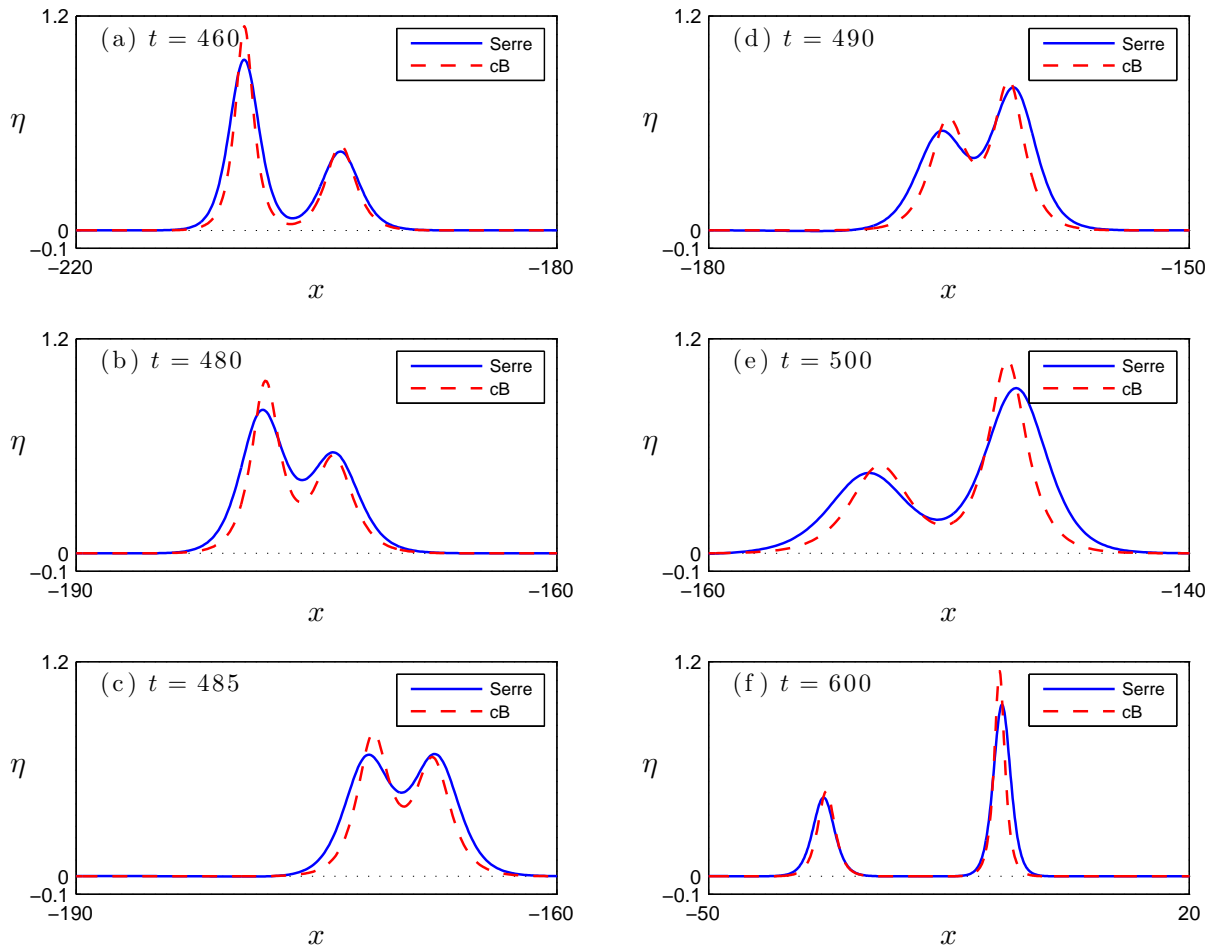 1.2
(a) t = 460
Serre
cB
η
0
−0.1
−220
−180
x
1.2
(d) t = 490
Serre
cB
η
0
−0.1
−180
−150
x
1.2
(b) t = 480
Serre
cB
η
0
−0.1
−190
−160
x
1.2
(e) t = 500
Serre
cB
η
0
−0.1
−160
−140
x
1.2
(c) t = 485
Serre
cB
η
0
−0.1
−190
−160
x
1.2
(f) t = 600
Serre
cB
η
0
−0.1
−50
20
x